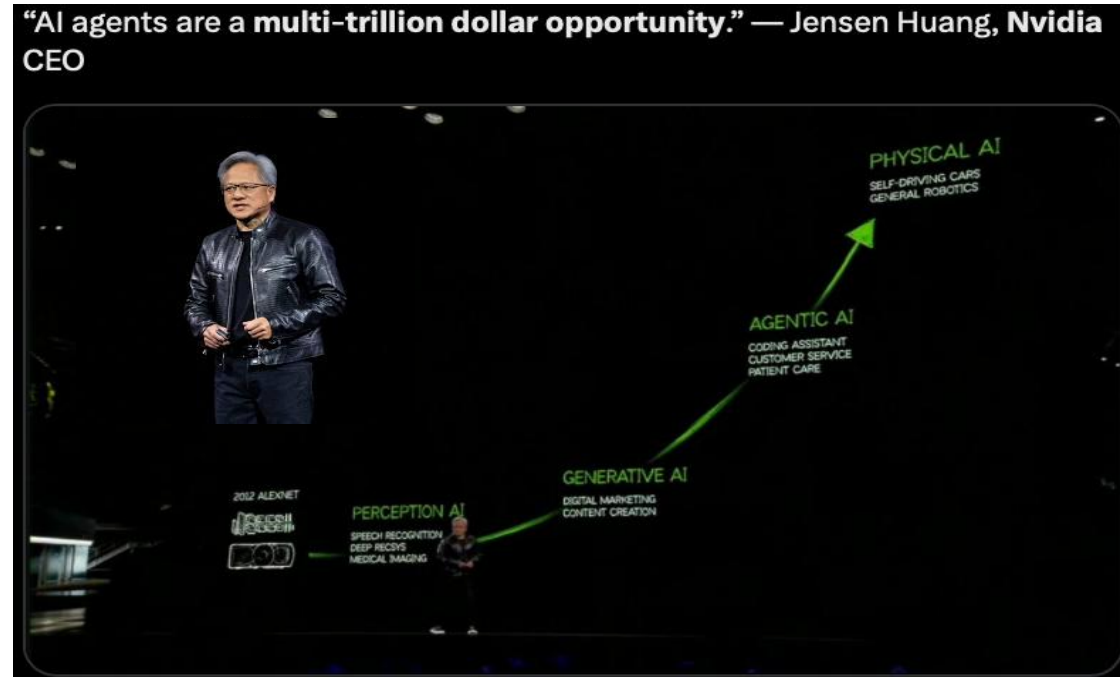 “AI agents are a multi-trillion dollar opportunity.” — Jensen Huang, Nvidia
CEO
PHYSICAL AI
SELF-DRIVING CARS
GENERAL ROBOTICS
AGENTIC AI
CODING ASSISTANT
CUSTOMER SERVICE
PATIENT CARE
GENERATIVE AI
DIGITAL MARKETING
CONTENT CREATION
2012 ALEXNET
PERCEPTION AI
SPEECH RECOGNITION
DEEP RECSYS
MEDICAL IMAGING